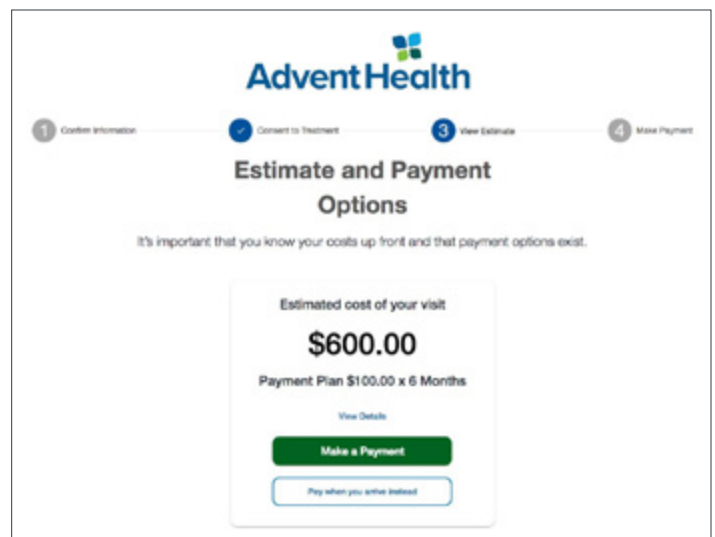 AdventHealth
1 Confirm Information Consent to Treatment 3 View Estimate 4 Make Payment
Estimate and Payment
Options
It's important that you know your costs up front and that payment options exist.
Estimated cost of your visit
$600.00
Payment Plan $100.00 x 6 Months
View Details
Make a Payment
Pay when you arrive instead